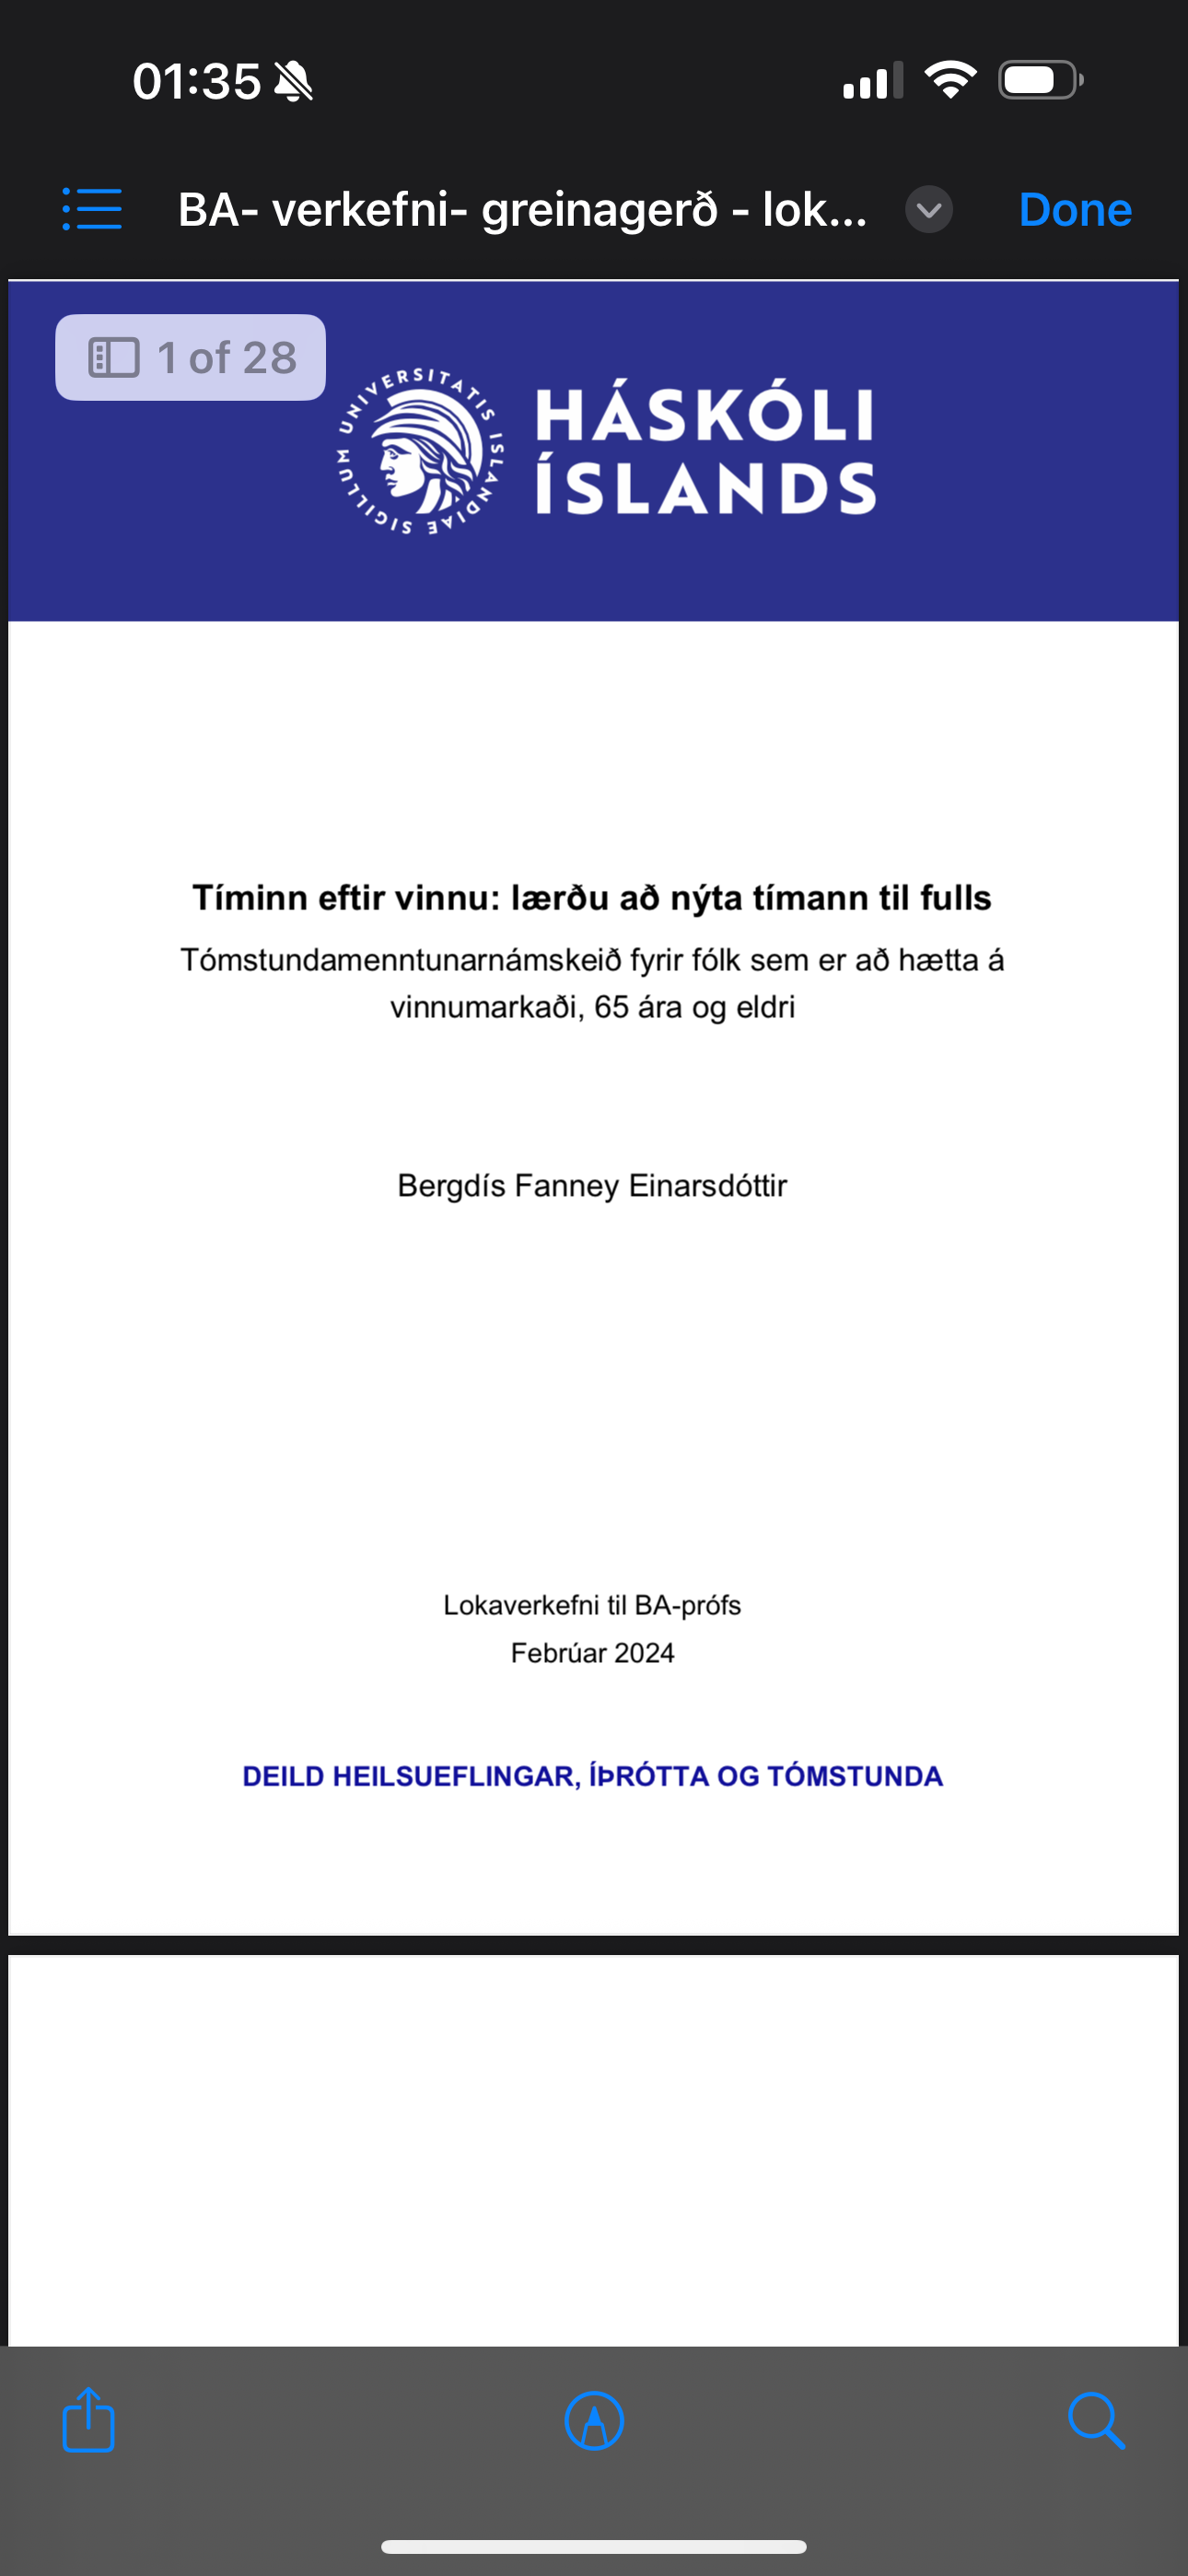 01:35
BA- verkefni- greinagerð - lok...
Done
1 of 28
UNIVERSITATIS ISLANDIAE SIGILLUM
HÁSKÓLI
ÍSLANDS
Tíminn eftir vinnu: lærðu að nýta tímann til fulls
Tómstundamenntunarnámskeið fyrir fólk sem er að hætta á
vinnumarkaði, 65 ára og eldri
Bergdís Fanney Einarsdóttir
Lokaverkefni til BA-prófs
Febrúar 2024
DEILD HEILSUEFLINGAR, ÍÞRÓTTA OG TÓMSTUNDA